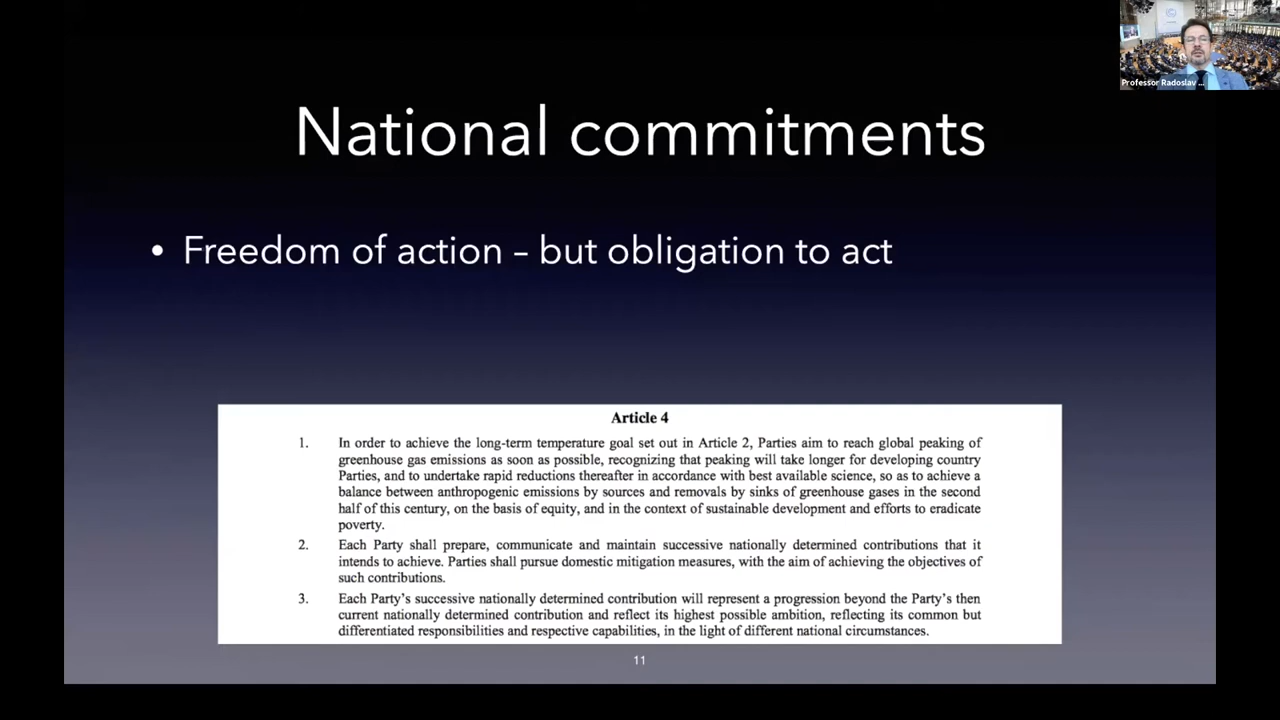 Professor Radoslav ...
National commitments
• Freedom of action – but obligation to act
Article 4
1. In order to achieve the long-term temperature goal set out in Article 2, Parties aim to reach global peaking of
greenhouse gas emissions as soon as possible, recognizing that peaking will take longer for developing country
Parties, and to undertake rapid reductions thereafter in accordance with best available science, so as to achieve a
balance between anthropogenic emissions by sources and removals by sinks of greenhouse gases in the second
half of this century, on the basis of equity, and in the context of sustainable development and efforts to eradicate
poverty.
2. Each Party shall prepare, communicate and maintain successive nationally determined contributions that it
intends to achieve. Parties shall pursue domestic mitigation measures, with the aim of achieving the objectives of
such contributions.
3. Each Party’s successive nationally determined contribution will represent a progression beyond the Party’s then
current nationally determined contribution and reflect its highest possible ambition, reflecting its common but
differentiated responsibilities and respective capabilities, in the light of different national circumstances.
11